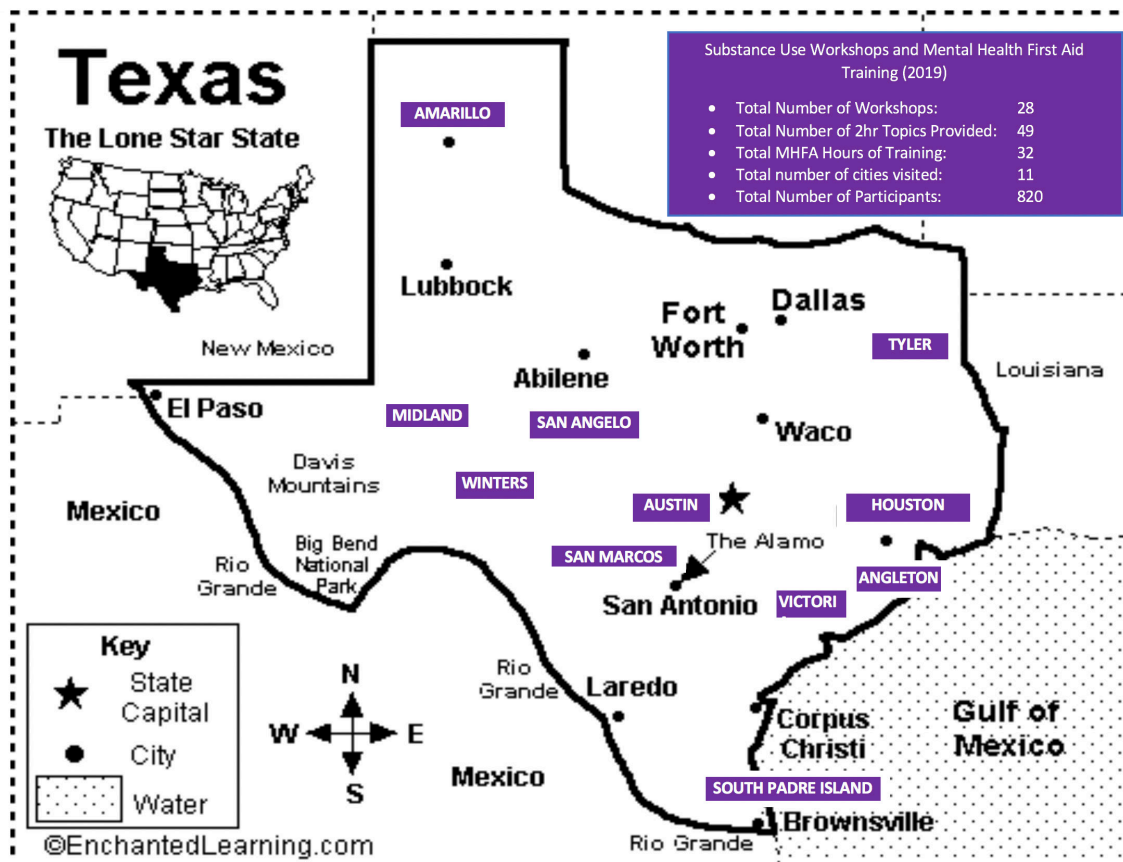 Texas
The Lone Star State
Substance Use Workshops and Mental Health First Aid
Training (2019)
• Total Number of Workshops: 28
• Total Number of 2hr Topics Provided: 49
• Total MHFA Hours of Training: 32
• Total number of cities visited: 11
• Total Number of Participants: 820
AMARILLO
Lubbock
New Mexico
Fort
Worth
Dallas
TYLER
Louisiana
Abilene
El Paso
MIDLAND
SAN ANGELO
Waco
Davis
Mountains
WINTERS
Mexico
AUSTIN
HOUSTON
Big Bend
National
Park
Rio
Grande
SAN MARCOS
The Alamo
ANGLETON
San Antonio
VICTORI
Key
State
Capital
City
Water
N
W
E
S
Rio
Grande
Laredo
Mexico
Corpus
Christi
Gulf of
Mexico
SOUTH PADRE ISLAND
Brownsville
Rio Grande
©EnchantedLearning.com